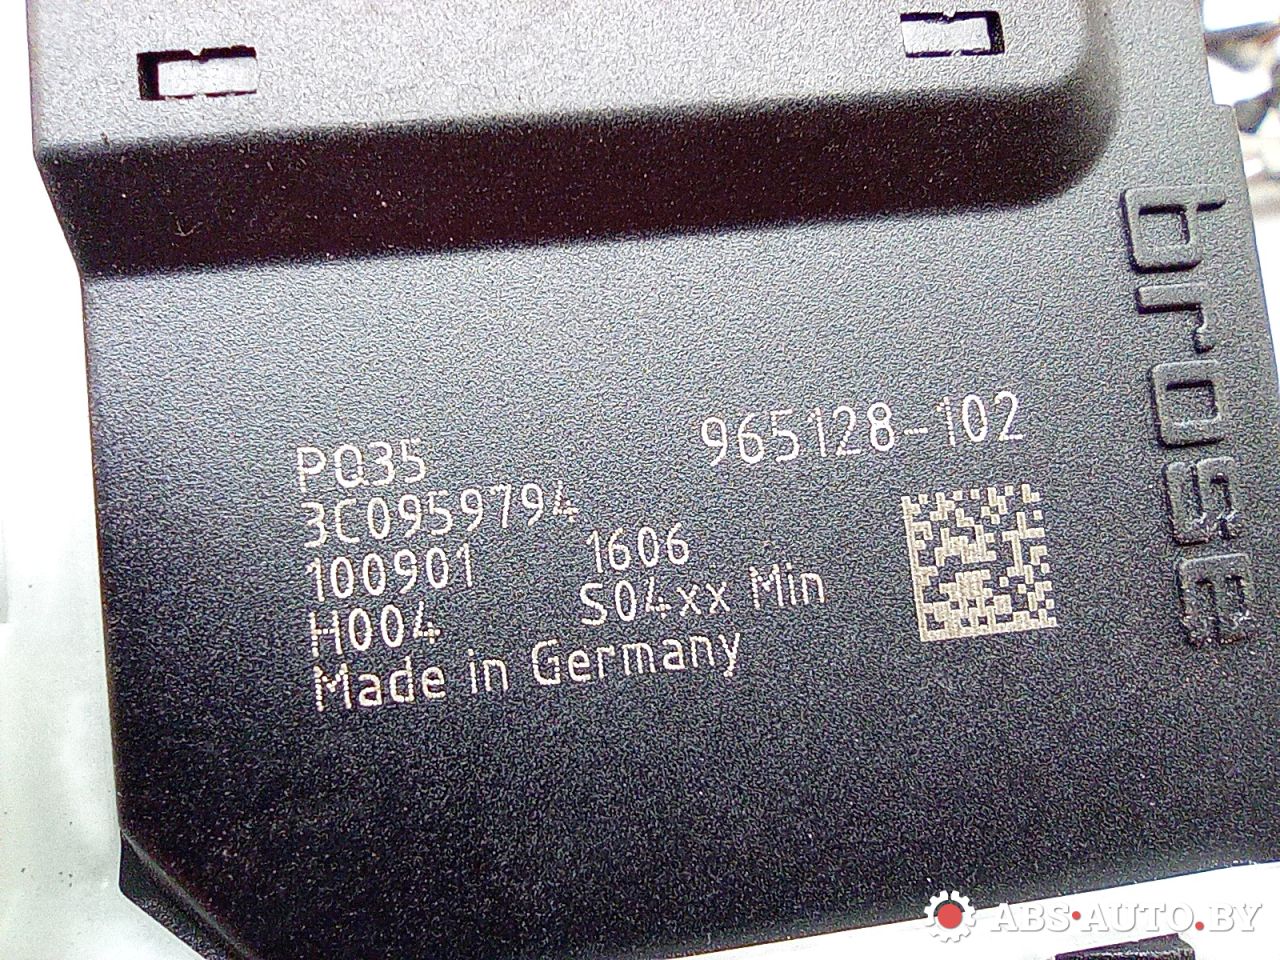 PQ35 965128-102
3C0959794
100901 1606
H004 S04xx Min
Made in Germany
brose
ABS-AUTO.BY